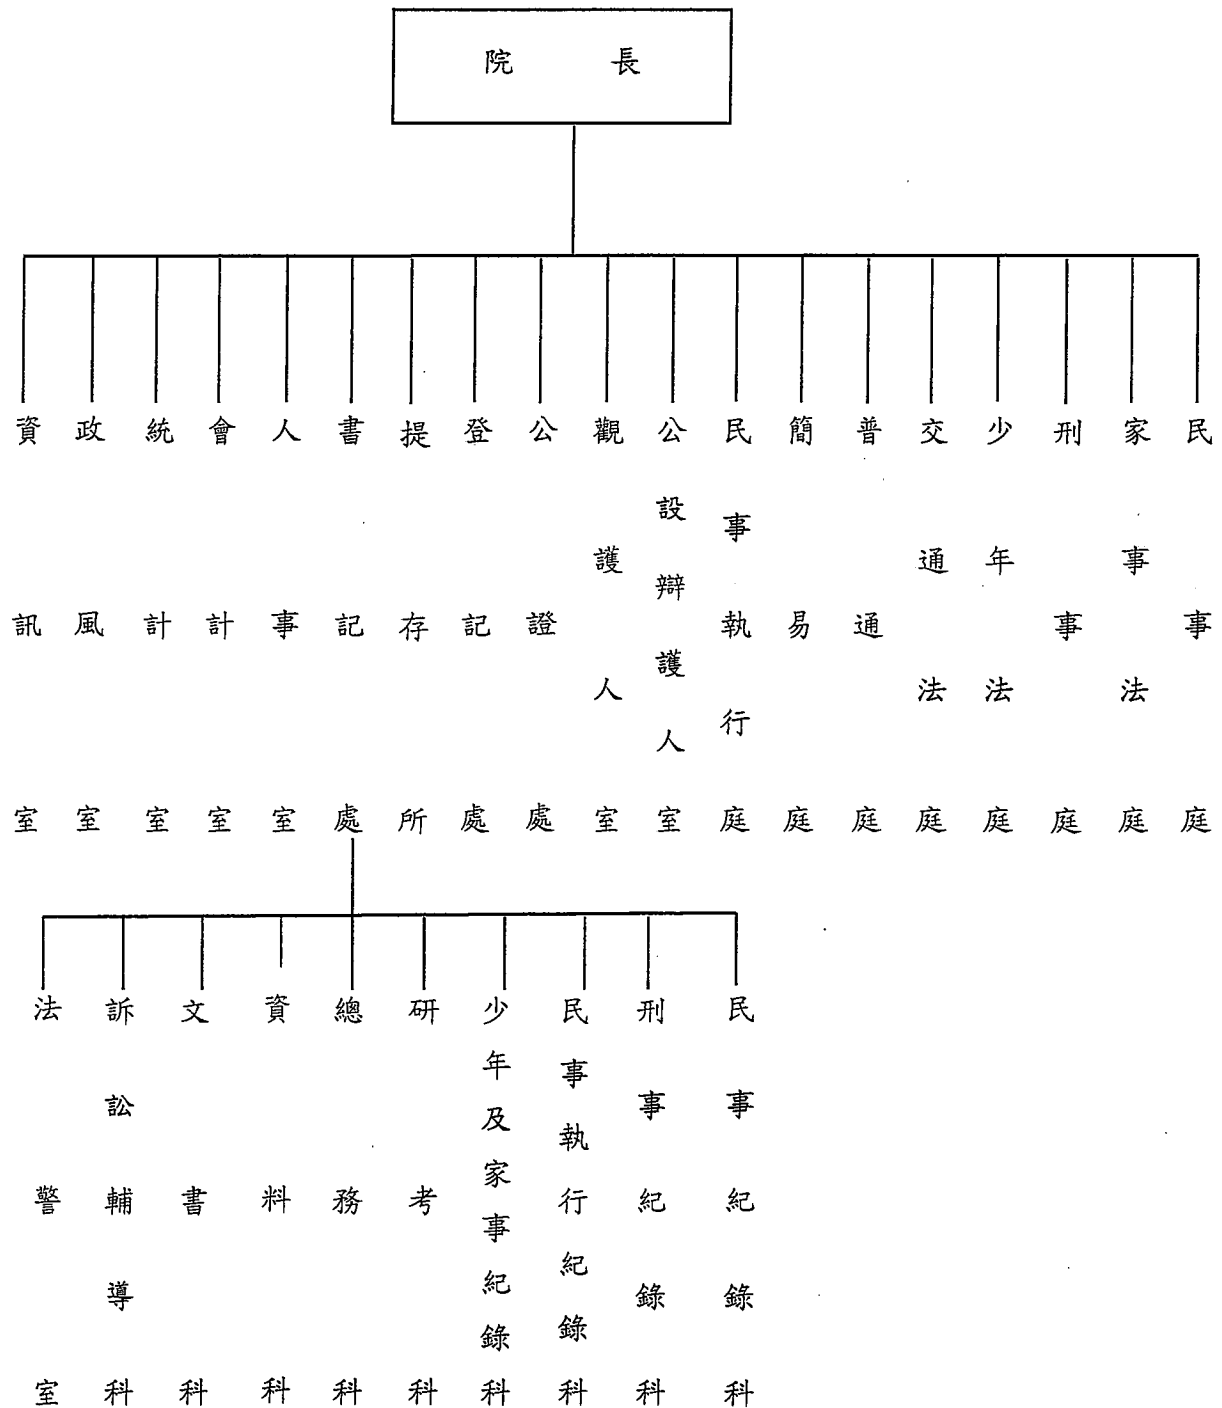 院長
民事庭
家事法庭
刑事庭
少年法庭
交通法庭
普通庭
簡易庭
民事執行庭
公設辯護人室
觀護人室
公證處
登記處
提存所
書記處
人事室
會計室
統計室
政風室
資訊室
民事紀錄科
刑事紀錄科
民事執行紀錄科
少年及家事紀錄科
研考科
總務科
資料科
文書科
訴訟輔導科
法警室